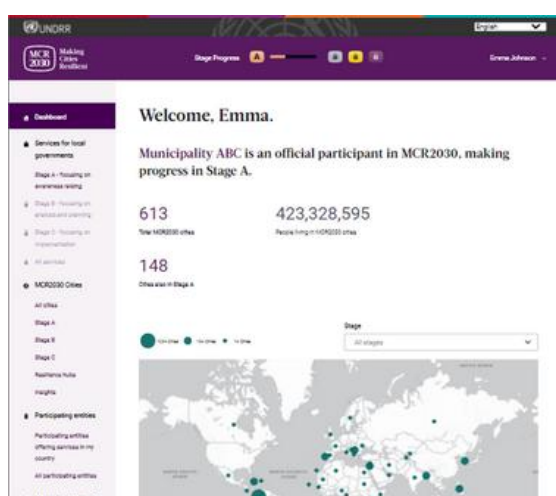 UNDRR
English
MCR
2030
Making
Cities
Resilient
Stage Progress
A
Emma Johnson
Dashboard
Services for local
governments
Stage A - focusing on
awareness raising
Stage B - focusing on
analysis and planning
Stage C - focusing on
implementation
All services
MCR2030 Cities
All cities
Stage A
Stage B
Stage C
Resilience hubs
Insights
Participating entities
Participating entities
offering services in my
country
All participating entities
Welcome, Emma.
Municipality ABC is an official participant in MCR2030, making
progress in Stage A.
613
Total MCR2030 cities
423,328,595
People living in MCR2030 cities
148
Cities also in Stage A
Stage
All stages